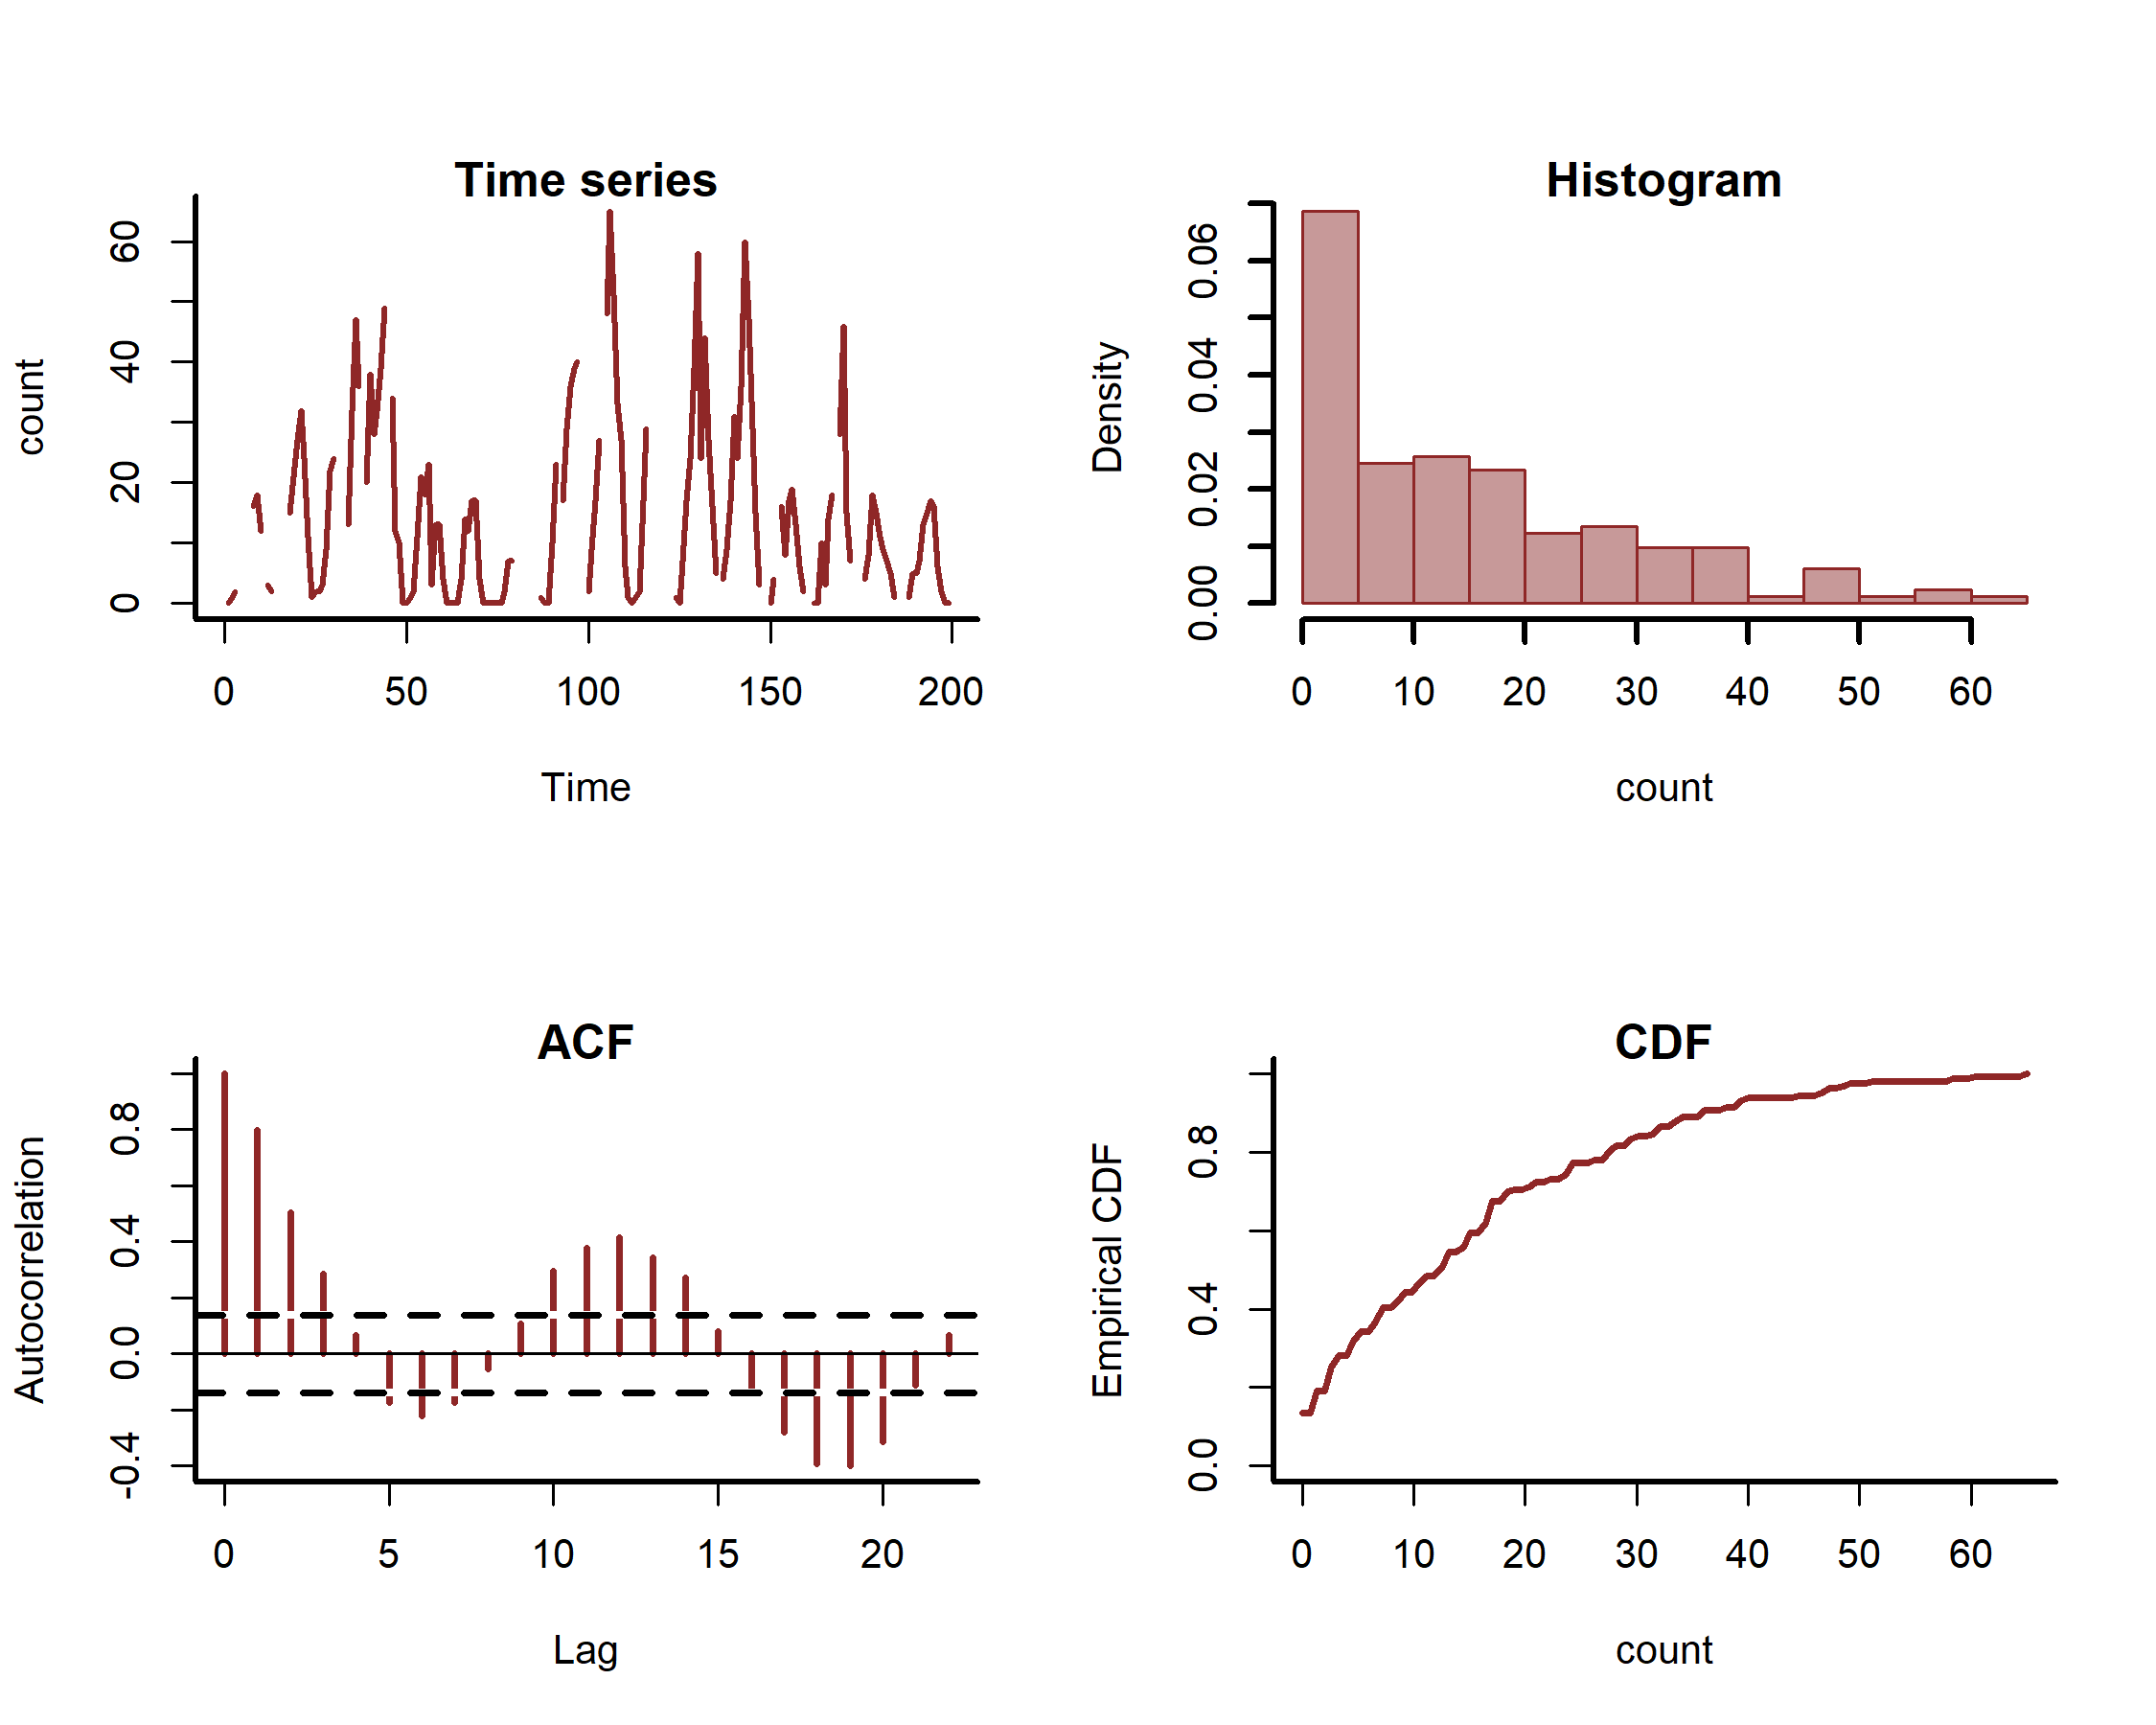 Time series
count
0
20
40
60
0 50 100 150 200
Time
Histogram
Density
0.00
0.02
0.04
0.06
0 10 20 30 40 50 60
count
ACF
Autocorrelation
-0.4
0.0
0.4
0.8
0 5 10 15 20
Lag
CDF
Empirical CDF
0.0
0.4
0.8
0 10 20 30 40 50 60
count